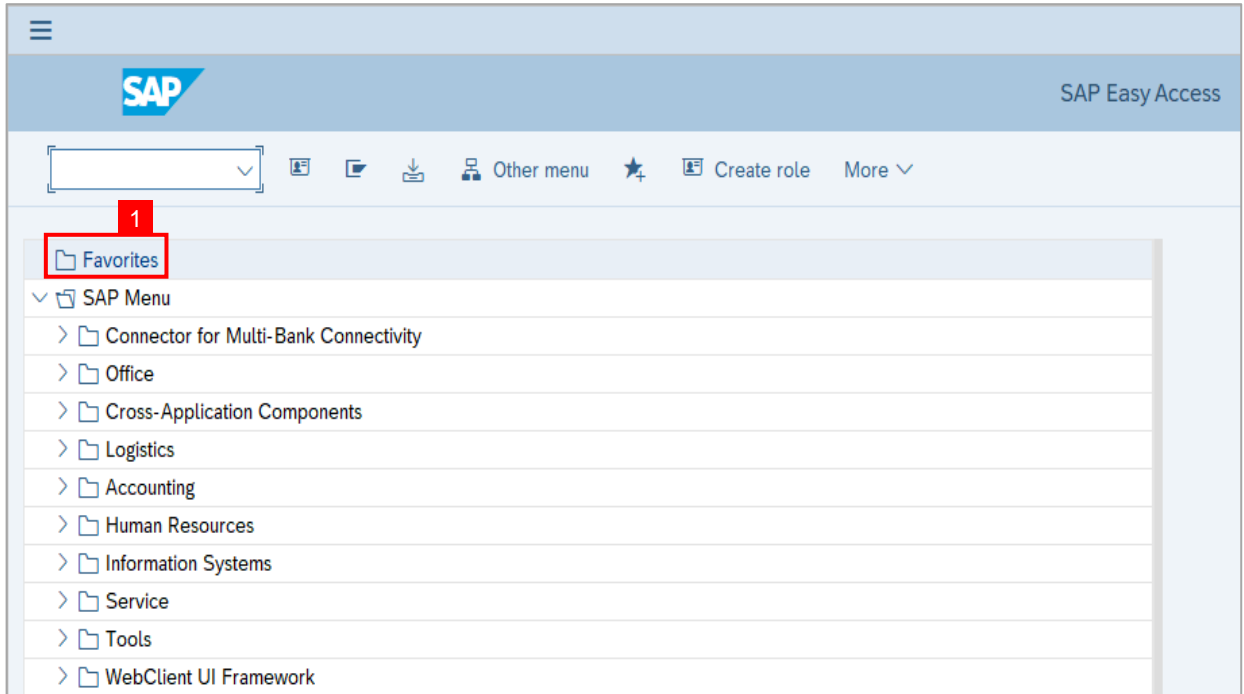 SAP
SAP Easy Access
Other menu Create role More
1
Favorites
SAP Menu
Connector for Multi-Bank Connectivity
Office
Cross-Application Components
Logistics
Accounting
Human Resources
Information Systems
Service
Tools
WebClient UI Framework